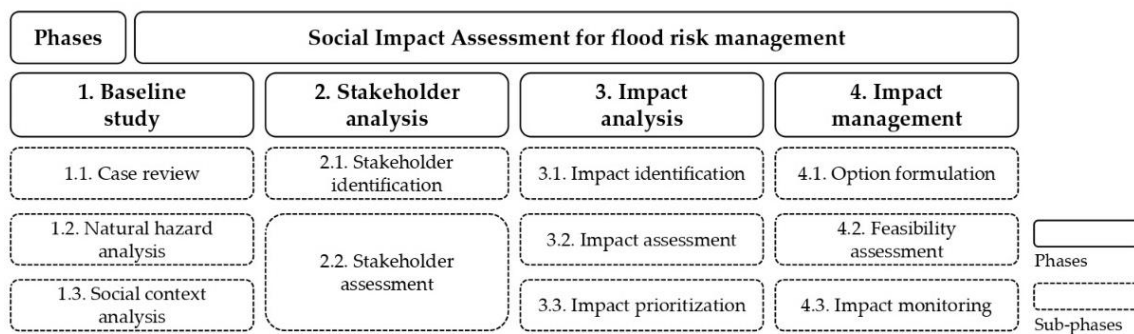 Phases
Social Impact Assessment for flood risk management
1. Baseline
study
2. Stakeholder
analysis
3. Impact
analysis
4. Impact
management
1.1. Case review
2.1. Stakeholder
identification
3.1. Impact identification
4.1. Option formulation
1.2. Natural hazard
analysis
2.2. Stakeholder
assessment
3.2. Impact assessment
4.2. Feasibility
assessment
1.3. Social context
analysis
3.3. Impact prioritization
4.3. Impact monitoring
Phases
Sub-phases